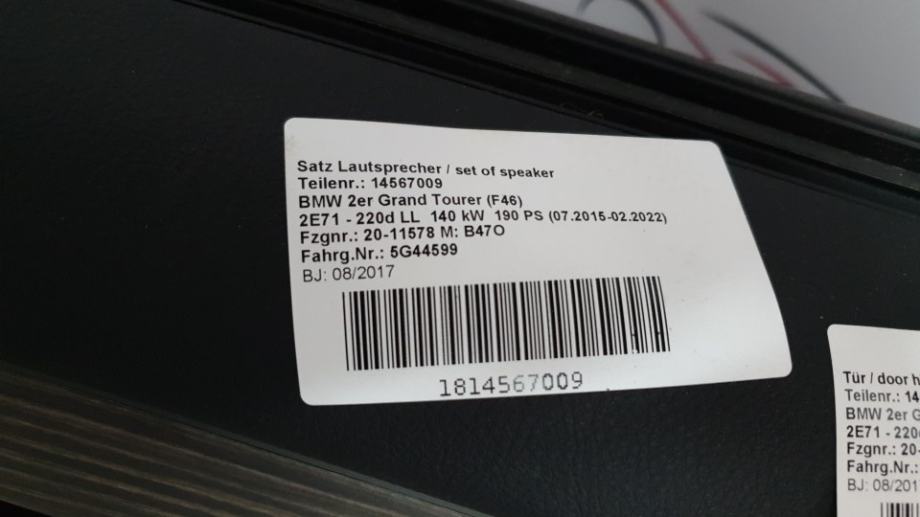 Satz Lautsprecher / set of speaker
Teilenr.: 14567009
BMW 2er Grand Tourer (F46)
2E71 - 220d LL 140 kW 190 PS (07.2015-02.2022)
Fzgnr.: 20-11578 M: B47O
Fahrg.Nr.: 5G44599
BJ: 08/2017
1814567009
Tür / door h
Teilenr.: 14
BMW 2er G
2E71 - 220
Fzgnr.: 20-
Fahrg.Nr.:
BJ: 08/201